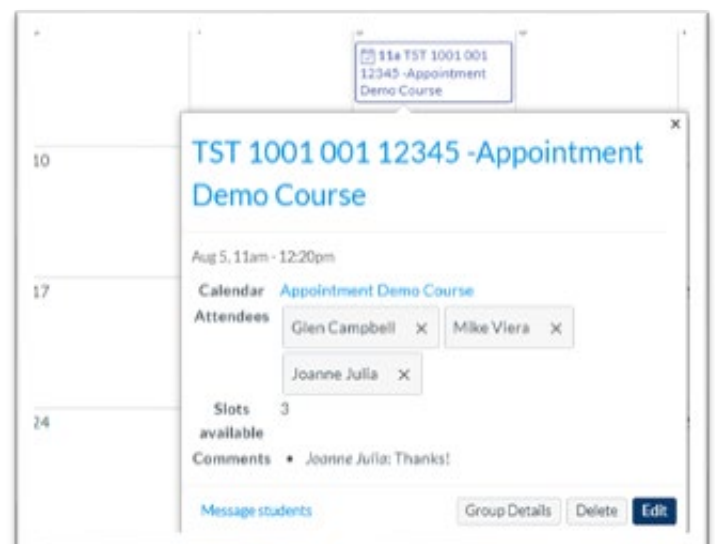 11a TST 1001 001
12345 -Appointment
Demo Course
×
TST 1001 001 12345 -Appointment
Demo Course
10
Aug 5, 11am - 12:20pm
17
Calendar Appointment Demo Course
Attendees Glen Campbell × Mike Viera ×
Joanne Julia ×
Slots 3
available
24
Comments • Joanne Julia: Thanks!
Message students Group Details Delete Edit